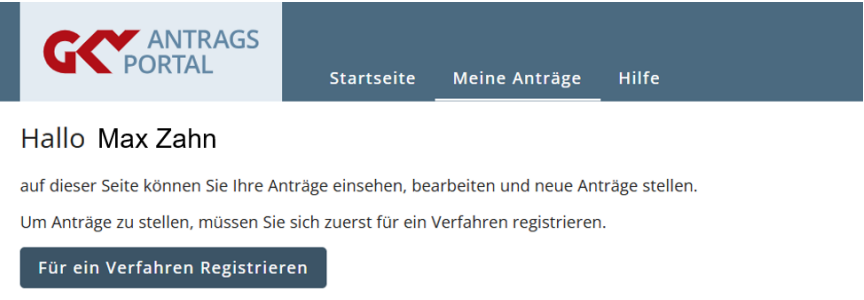 GKV ANTRAGS
PORTAL
Startseite Meine Anträge Hilfe
Hallo Max Zahn
auf dieser Seite können Sie Ihre Anträge einsehen, bearbeiten und neue Anträge stellen.
Um Anträge zu stellen, müssen Sie sich zuerst für ein Verfahren registrieren.
Für ein Verfahren Registrieren